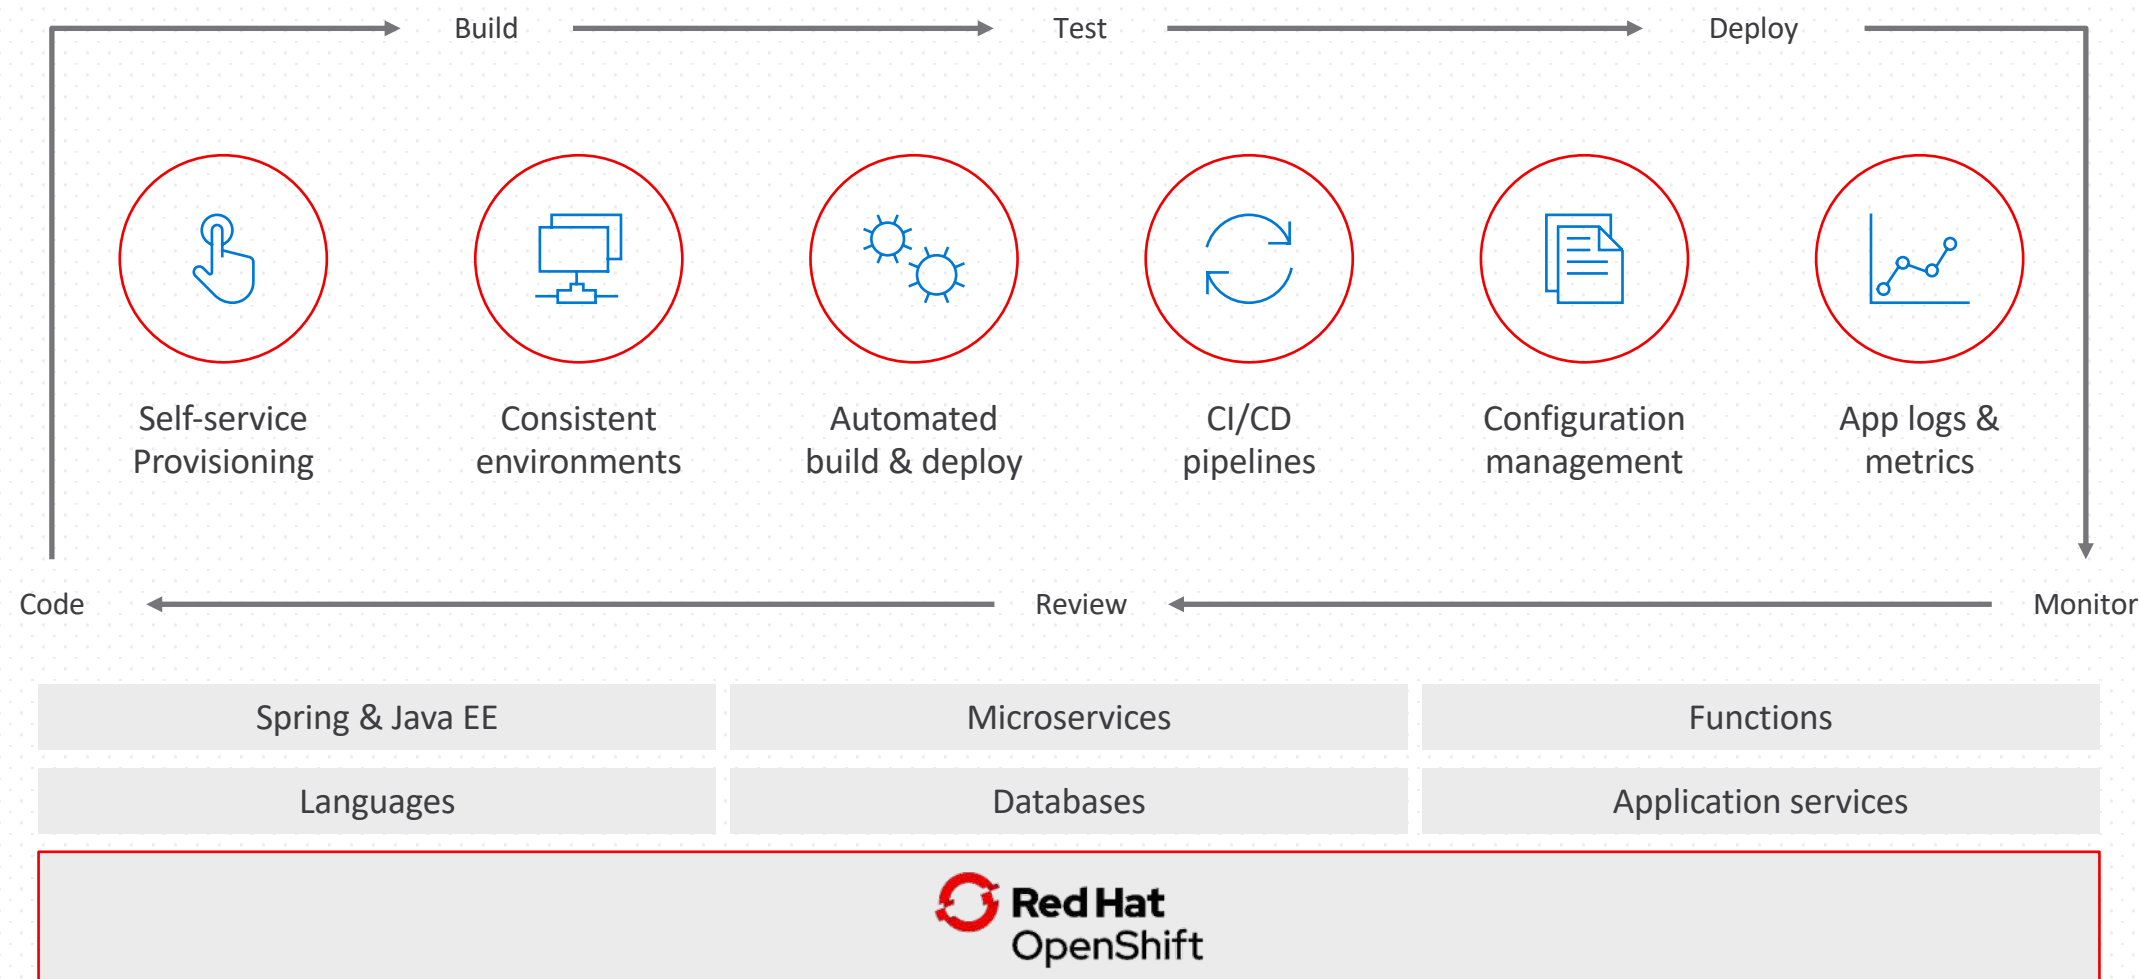 Build
Test
Deploy
Self-service
Provisioning
Consistent
environments
Automated
build & deploy
CI/CD
pipelines
Configuration
management
App logs &
metrics
Code
Review
Monitor
Spring & Java EE
Microservices
Functions
Languages
Databases
Application services
Red Hat
OpenShift